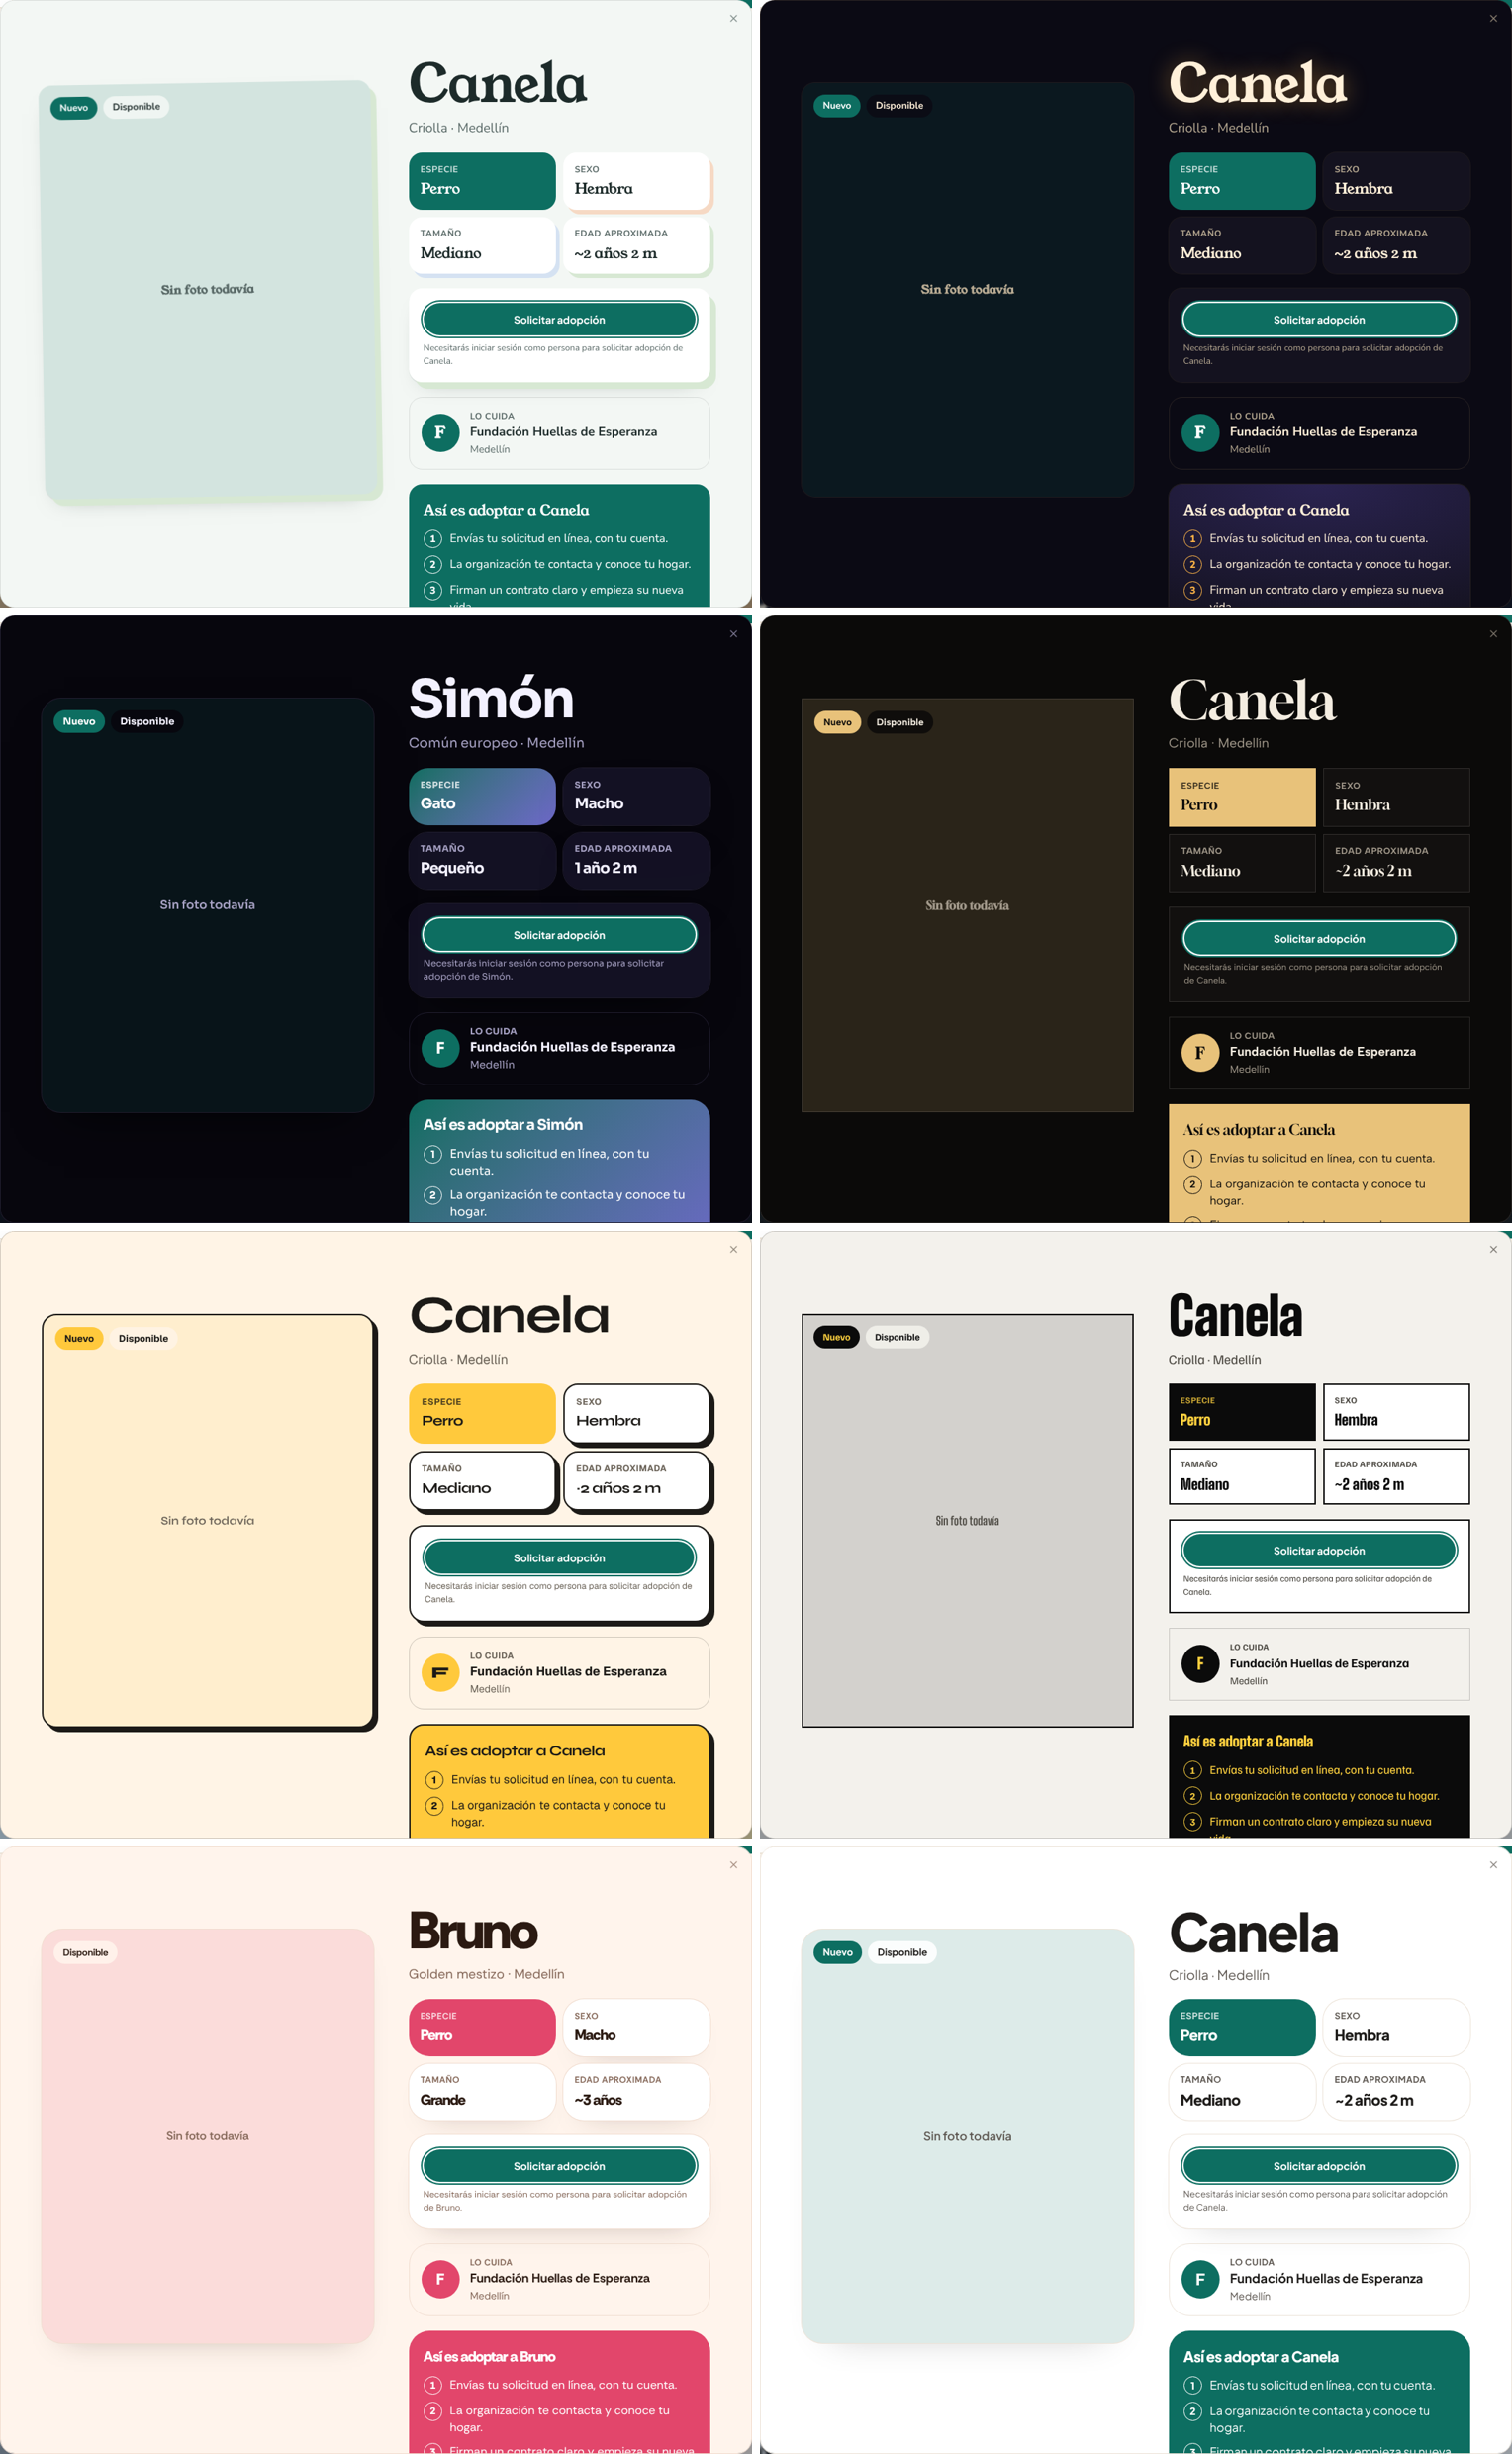 ×
Canela
Criolla · Medellín
Nuevo
Disponible
Sin foto todavía
ESPECIE
Perro
SEXO
Hembra
TAMAÑO
Mediano
EDAD APROXIMADA
~2 años 2 m
Solicitar adopción
Necesitarás iniciar sesión como persona para solicitar adopción de
Canela.
F
LO CUIDA
Fundación Huellas de Esperanza
Medellín
Así es adoptar a Canela
1 Envías tu solicitud en línea, con tu cuenta.
2 La organización te contacta y conoce tu hogar.
3 Firman un contrato claro y empieza su nueva
vida
×
Canela
Criolla · Medellín
Nuevo
Disponible
Sin foto todavía
ESPECIE
Perro
SEXO
Hembra
TAMAÑO
Mediano
EDAD APROXIMADA
~2 años 2 m
Solicitar adopción
Necesitarás iniciar sesión como persona para solicitar adopción de
Canela.
F
LO CUIDA
Fundación Huellas de Esperanza
Medellín
Así es adoptar a Canela
1 Envías tu solicitud en línea, con tu cuenta.
2 La organización te contacta y conoce tu hogar.
3 Firman un contrato claro y empieza su nueva
vida
×
Simón
Común europeo · Medellín
Nuevo
Disponible
Sin foto todavía
ESPECIE
Gato
SEXO
Macho
TAMAÑO
Pequeño
EDAD APROXIMADA
1 año 2 m
Solicitar adopción
Necesitarás iniciar sesión como persona para solicitar
adopción de Simón.
F
LO CUIDA
Fundación Huellas de Esperanza
Medellín
Así es adoptar a Simón
1 Envías tu solicitud en línea, con tu
cuenta.
2 La organización te contacta y conoce tu
hogar.
×
Canela
Criolla · Medellín
Nuevo
Disponible
Sin foto todavía
ESPECIE
Perro
SEXO
Hembra
TAMAÑO
Mediano
EDAD APROXIMADA
~2 años 2 m
Solicitar adopción
Necesitarás iniciar sesión como persona para solicitar adopción
de Canela.
F
LO CUIDA
Fundación Huellas de Esperanza
Medellín
Así es adoptar a Canela
1 Envías tu solicitud en línea, con tu cuenta.
2 La organización te contacta y conoce tu
hogar.
×
Canela
Criolla · Medellín
Nuevo
Disponible
Sin foto todavía
ESPECIE
Perro
SEXO
Hembra
TAMAÑO
Mediano
EDAD APROXIMADA
~2 años 2 m
Solicitar adopción
Necesitarás iniciar sesión como persona para solicitar adopción de
Canela.
F
LO CUIDA
Fundación Huellas de Esperanza
Medellín
Así es adoptar a Canela
1 Envías tu solicitud en línea, con tu cuenta.
2 La organización te contacta y conoce tu
hogar.
×
Canela
Criolla · Medellín
Nuevo
Disponible
Sin foto todavía
ESPECIE
Perro
SEXO
Hembra
TAMAÑO
Mediano
EDAD APROXIMADA
~2 años 2 m
Solicitar adopción
Necesitarás iniciar sesión como persona para solicitar adopción de
Canela.
F
LO CUIDA
Fundación Huellas de Esperanza
Medellín
Así es adoptar a Canela
1 Envías tu solicitud en línea, con tu cuenta.
2 La organización te contacta y conoce tu hogar.
3 Firman un contrato claro y empieza su nueva
vida
×
Bruno
Golden mestizo · Medellín
Disponible
Sin foto todavía
ESPECIE
Perro
SEXO
Macho
TAMAÑO
Grande
EDAD APROXIMADA
~3 años
Solicitar adopción
Necesitarás iniciar sesión como persona para solicitar adopción
de Bruno.
F
LO CUIDA
Fundación Huellas de Esperanza
Medellín
Así es adoptar a Bruno
1 Envías tu solicitud en línea, con tu cuenta.
2 La organización te contacta y conoce tu
hogar.
3 Firman un contrato claro y empieza su nueva
×
Canela
Criolla · Medellín
Nuevo
Disponible
Sin foto todavía
ESPECIE
Perro
SEXO
Hembra
TAMAÑO
Mediano
EDAD APROXIMADA
~2 años 2 m
Solicitar adopción
Necesitarás iniciar sesión como persona para solicitar adopción
de Canela.
F
LO CUIDA
Fundación Huellas de Esperanza
Medellín
Así es adoptar a Canela
1 Envías tu solicitud en línea, con tu cuenta.
2 La organización te contacta y conoce tu
hogar.
3 Firman un contrato claro y empieza su nueva